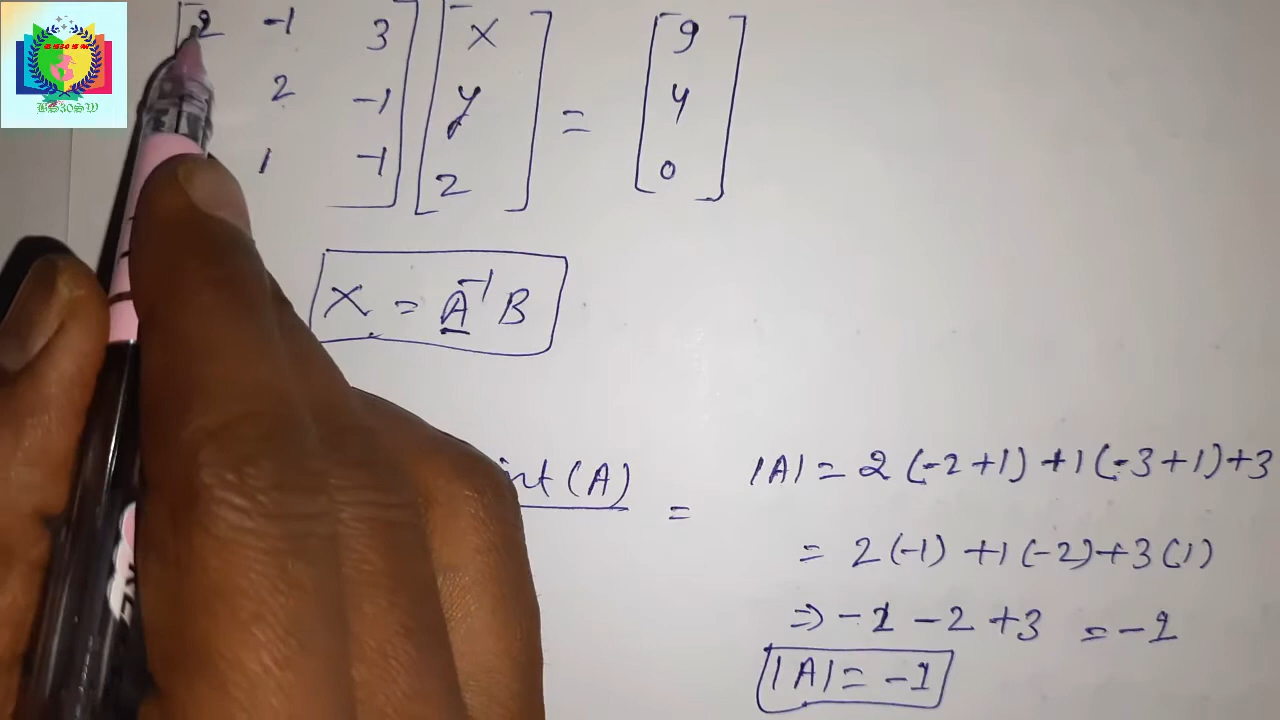 BS30SW
2 -1 3 x 9
2 -1 y = 4
1 -1 z 0
X = A⁻¹B
int(A) = |A| = 2(-2+1) +1(-3+1)+3
= 2(-1) +1(-2)+3(1)
⇒ -2 -2 +3 = -1
|A| = -1